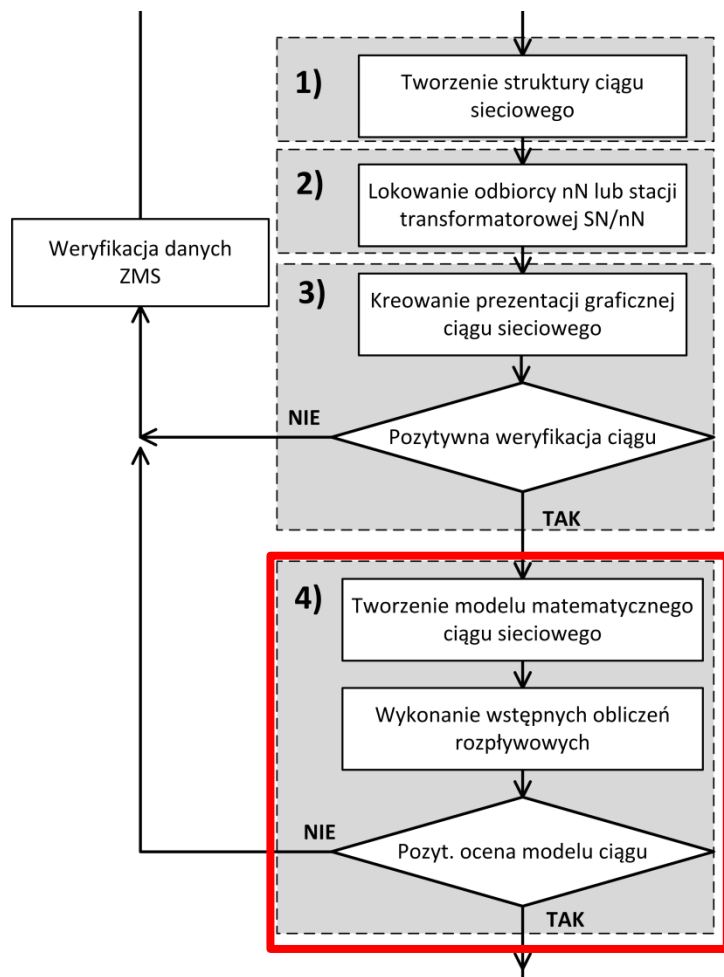 1)
Tworzenie struktury ciągu
sieciowego
2)
Lokowanie odbiorcy nN lub stacji
transformatorowej SN/nN
Weryfikacja danych
ZMS
3)
Kreowanie prezentacji graficznej
ciągu sieciowego
NIE
Pozytywna weryfikacja ciągu
TAK
4)
Tworzenie modelu matematycznego
ciągu sieciowego
Wykonanie wstępnych obliczeń
rozpływowych
NIE
Pozyt. ocena modelu ciągu
TAK